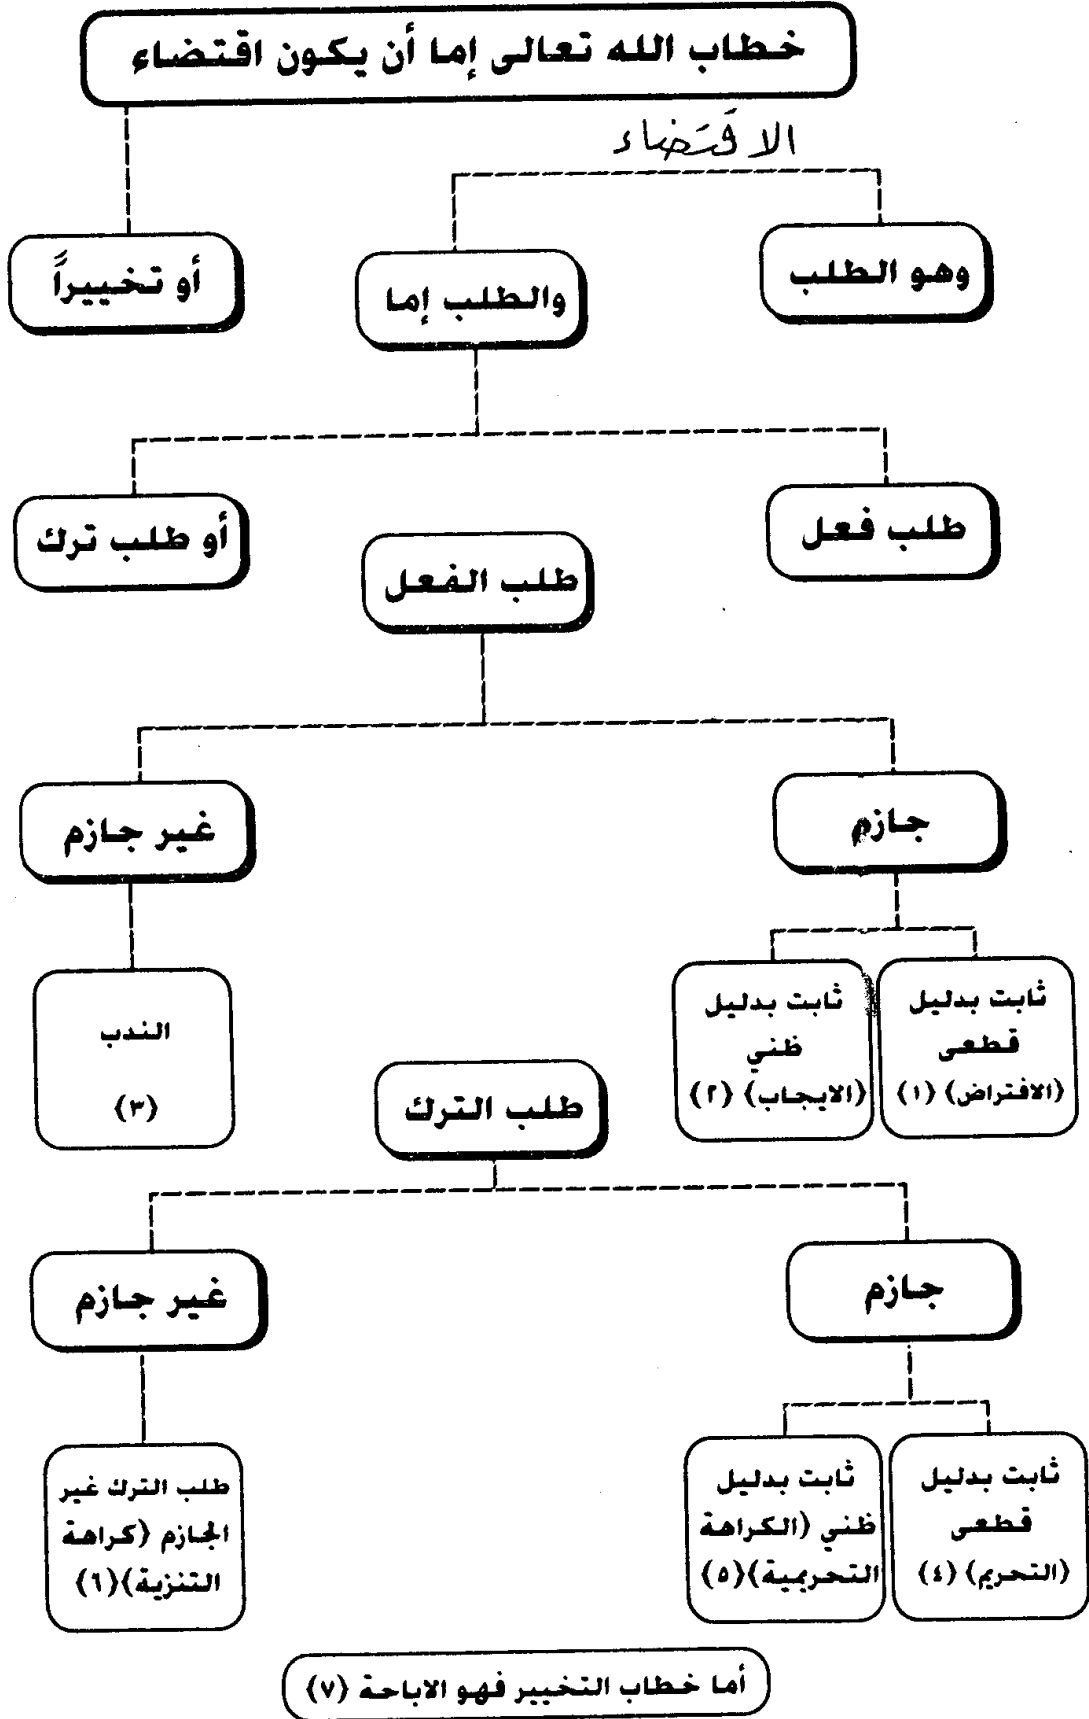 خطاب الله تعالى إما أن يكون اقتضاء
الاقتضاء
وهو الطلب
والطلب إما
أو تخييراً
طلب فعل
أو طلب ترك
طلب الفعل
جازم
غير جازم
ثابت بدليل
قطعى
(الافتراض) (١)
ثابت بدليل
ظني
(الايجاب) (٢)
الندب
(٣)
طلب الترك
جازم
غير جازم
ثابت بدليل
قطعى
(التحريم) (٤)
ثابت بدليل
ظني (الكراهة
التحريمية) (٥)
طلب الترك غير
الجازم (كراهة
التنزية) (٦)
أما خطاب التخيير فهو الاباحة (٧)